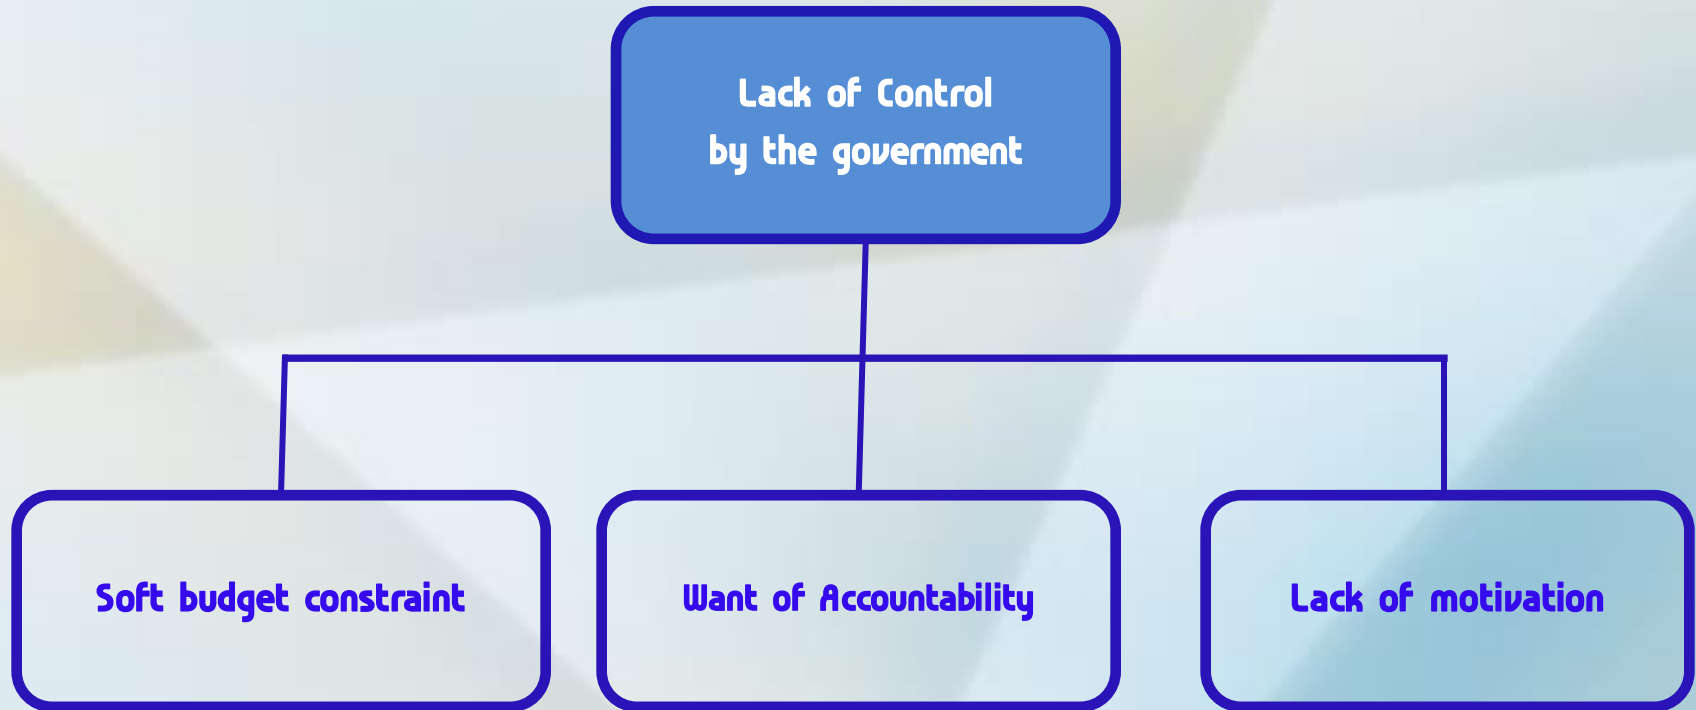 Lack of Control
by the government
Soft budget constraint
Want of Accountability
Lack of motivation